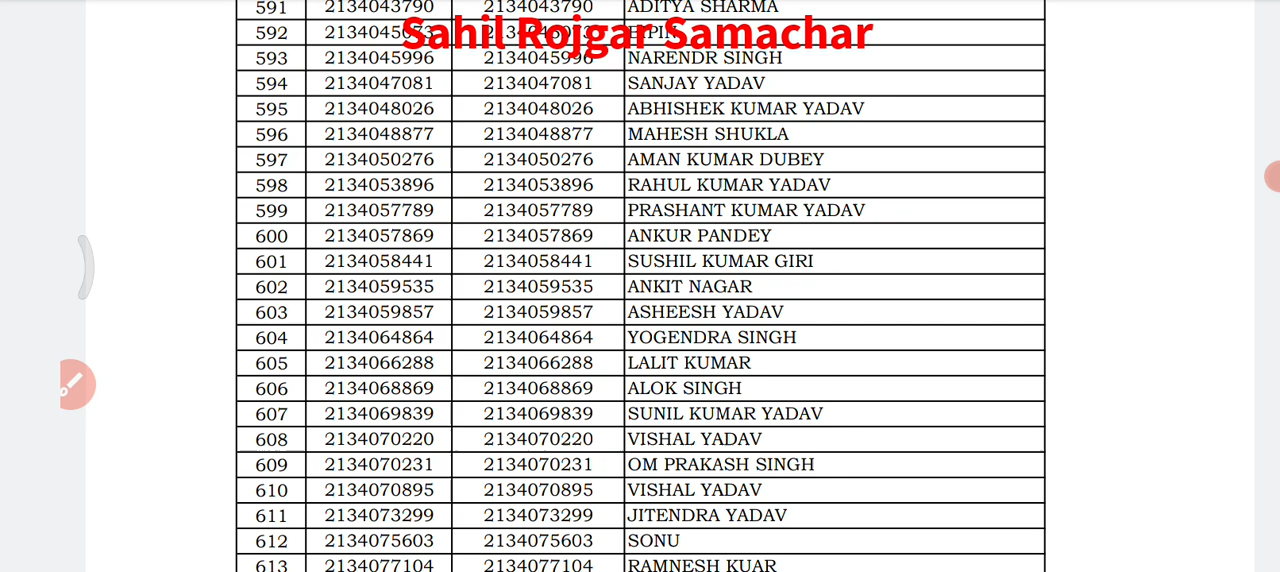 591 2134043790 2134043790 ADITYA SHARMA
Sahil Rojgar Samachar
592
593 2134045996 2134045996 NARENDR SINGH
594 2134047081 2134047081 SANJAY YADAV
595 2134048026 2134048026 ABHISHEK KUMAR YADAV
596 2134048877 2134048877 MAHESH SHUKLA
597 2134050276 2134050276 AMAN KUMAR DUBEY
598 2134053896 2134053896 RAHUL KUMAR YADAV
599 2134057789 2134057789 PRASHANT KUMAR YADAV
600 2134057869 2134057869 ANKUR PANDEY
601 2134058441 2134058441 SUSHIL KUMAR GIRI
602 2134059535 2134059535 ANKIT NAGAR
603 2134059857 2134059857 ASHEESH YADAV
604 2134064864 2134064864 YOGENDRA SINGH
605 2134066288 2134066288 LALIT KUMAR
606 2134068869 2134068869 ALOK SINGH
607 2134069839 2134069839 SUNIL KUMAR YADAV
608 2134070220 2134070220 VISHAL YADAV
609 2134070231 2134070231 OM PRAKASH SINGH
610 2134070895 2134070895 VISHAL YADAV
611 2134073299 2134073299 JITENDRA YADAV
612 2134075603 2134075603 SONU
613 2134077104 2134077104 RAMNESH KUAR